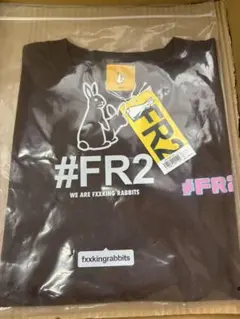 FR2
#FR2
#FR2
WE ARE FXXKING RABBITS
fxxkingrabbits